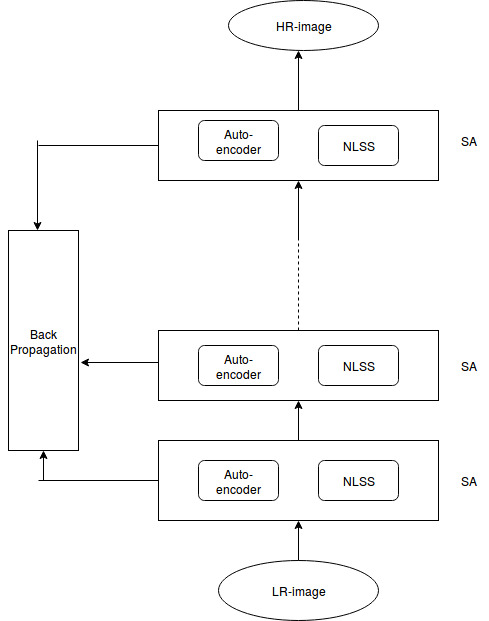 HR-image
Auto-
encoder
NLSS
SA
Back
Propagation
Auto-
encoder
NLSS
SA
Auto-
encoder
NLSS
SA
LR-image